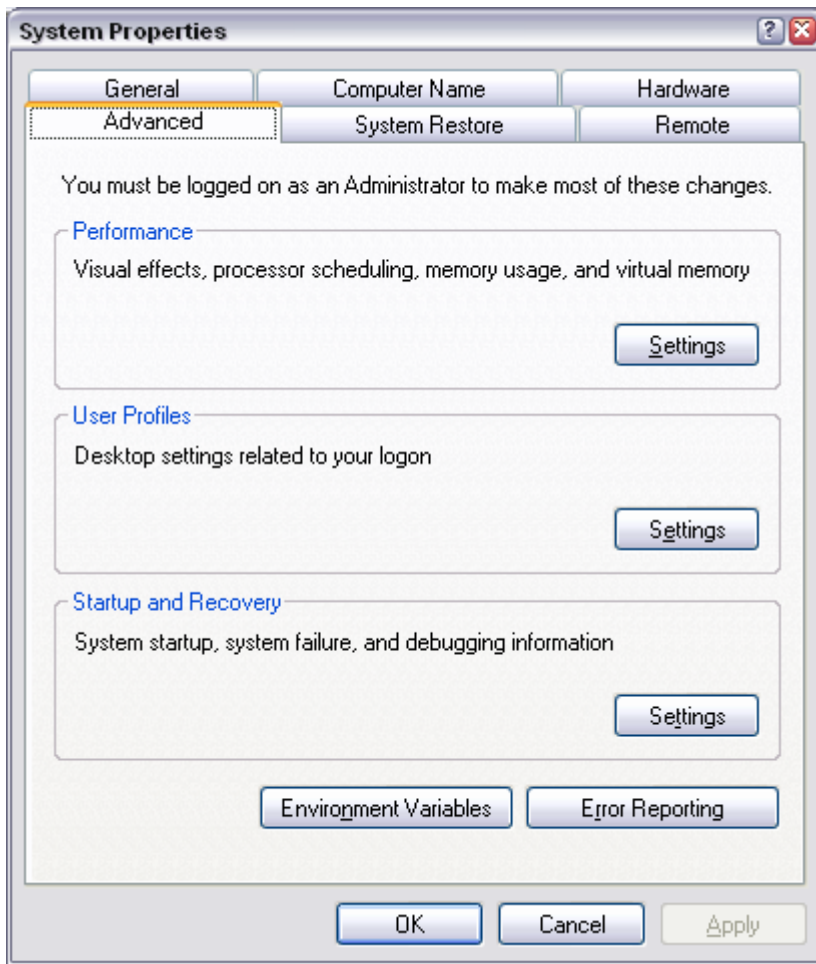 System Properties
General Computer Name Hardware
Advanced System Restore Remote
You must be logged on as an Administrator to make most of these changes.
Performance
Visual effects, processor scheduling, memory usage, and virtual memory
Settings
User Profiles
Desktop settings related to your logon
Settings
Startup and Recovery
System startup, system failure, and debugging information
Settings
Environment Variables Error Reporting
OK Cancel Apply